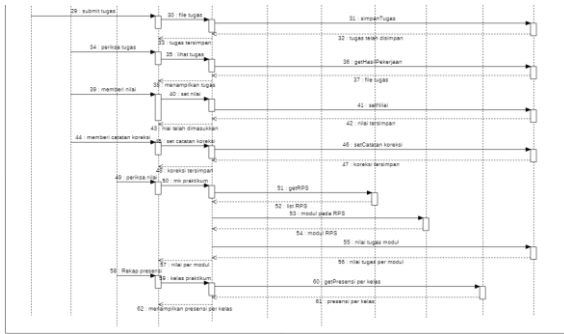 29 : submit tugas
30 : file tugas
31 : simpanTugas
32 : tugas telah disimpan
33 : tugas tersimpan
34 : periksa tugas
35 : lihat tugas
36 : getHasilPekerjaan
37 : file tugas
38 : menampilkan tugas
39 : memberi nilai
40 : set nilai
41 : setNilai
42 : nilai tersimpan
43 : nilai telah dimasukkan
44 : memberi catatan koreksi
45 : set catatan koreksi
46 : setCatatan koreksi
47 : koreksi tersimpan
48 : koreksi tersimpan
49 : periksa nilai
50 : mk praktikum
51 : getRPS
52 : list RPS
53 : modul pada RPS
54 : modul RPS
55 : nilai tugas modul
56 : nilai tugas per modul
57 : nilai per modul
58 : Rekap presensi
59 : kelas praktikum
60 : getPresensi per kelas
61 : presensi per kelas
62 : menampilkan presensi per kelas